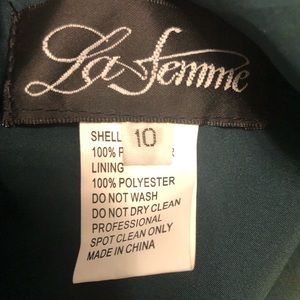 La Femme
SHELL
10
100% P R
LINING
100% POLYESTER
DO NOT WASH
DO NOT DRY CLEAN
PROFESSIONAL
SPOT CLEAN ONLY
MADE IN CHINA